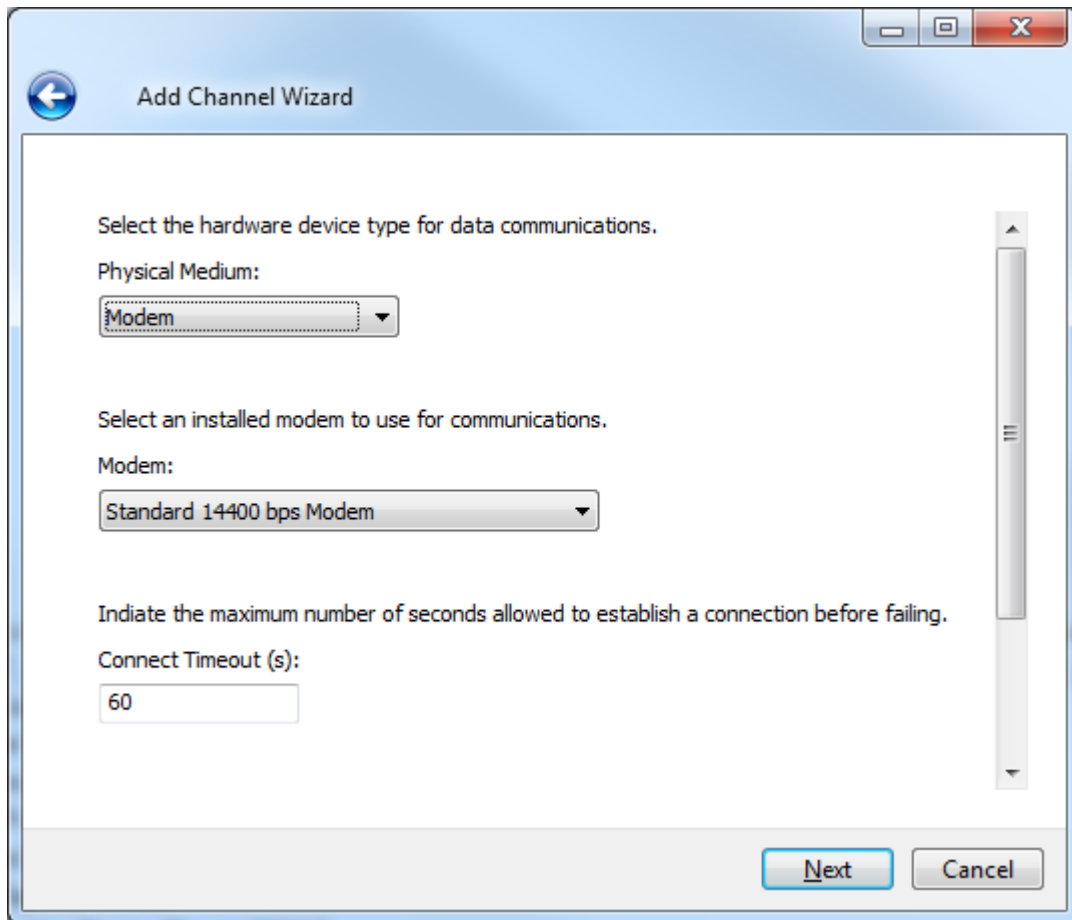 Add Channel Wizard
Select the hardware device type for data communications.
Physical Medium:
Modem
Select an installed modem to use for communications.
Modem:
Standard 14400 bps Modem
Indiate the maximum number of seconds allowed to establish a connection before failing.
Connect Timeout (s):
60
Next Cancel